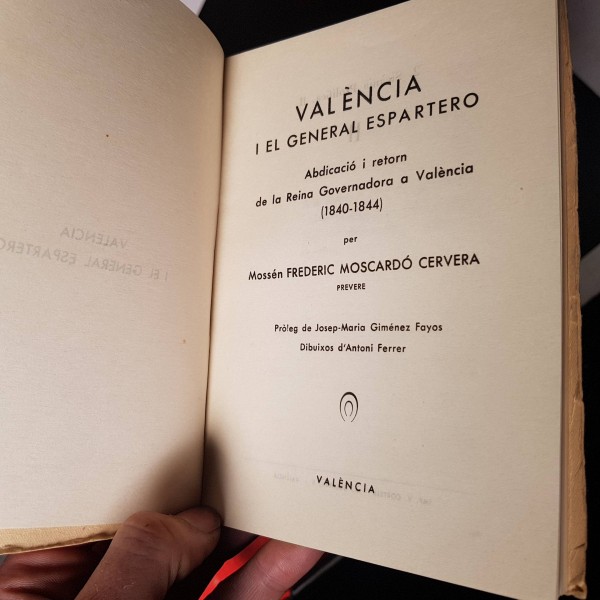 VALÈNCIA
I EL GENERAL ESPARTERO
Abdicació i retorn
de la Reina Governadora a València
(1840-1844)
per
Mossén FREDERIC MOSCARDÓ CERVERA
PREVERE
Pròleg de Josep-Maria Giménez Fayos
Dibuixos d'Antoni Ferrer
VALÈNCIA